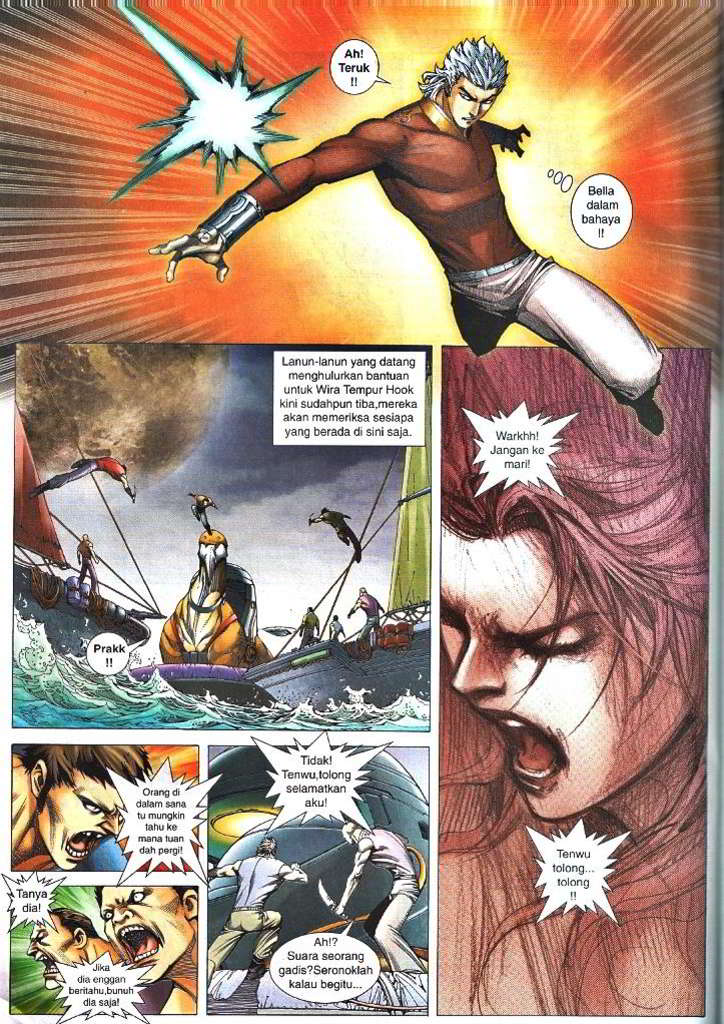 Ah!
Teruk
!!
Bella
dalam
bahaya
!!
Lanun-lanun yang datang
menghulurkan bantuan
untuk Wira Tempur Hook
kini sudahpun tiba,mereka
akan memeriksa sesiapa
yang berada di sini saja.
Prakk
!!
Warkhh!
Jangan ke
mari!
Tenwu
tolong...
tolong
!!
Orang di
dalam sana
tu mungkin
tahu ke
mana tuan
dah pergi!
Tanya
dia!
Jika
dia enggan
beritahu,bunuh
dia saja!
Tidak!
Tenwu,tolong
selamatkan
aku!
Ah!?
Suara seorang
gadis?Seronoklah
kalau begitu...